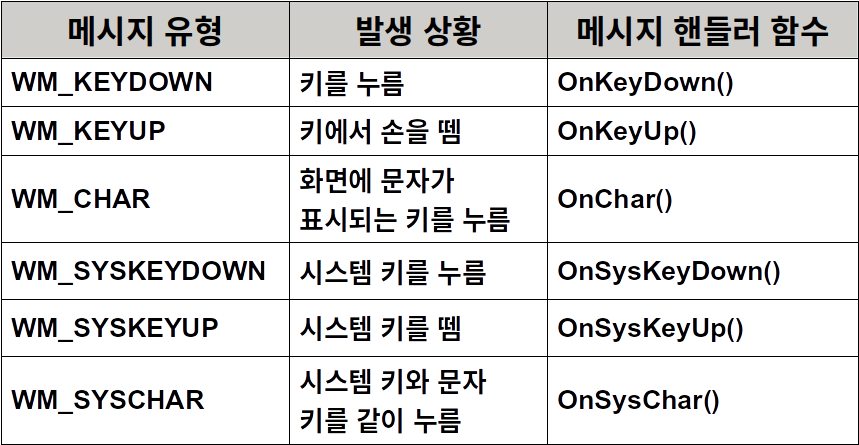 메시지 유형 발생 상황 메시지 핸들러 함수
WM_KEYDOWN 키를 누름 OnKeyDown()
WM_KEYUP 키에서 손을 뗌 OnKeyUp()
WM_CHAR 화면에 문자가
표시되는 키를 누름 OnChar()
WM_SYSKEYDOWN 시스템 키를 누름 OnSysKeyDown()
WM_SYSKEYUP 시스템 키를 뗌 OnSysKeyUp()
WM_SYSCHAR 시스템 키와 문자
키를 같이 누름 OnSysChar()